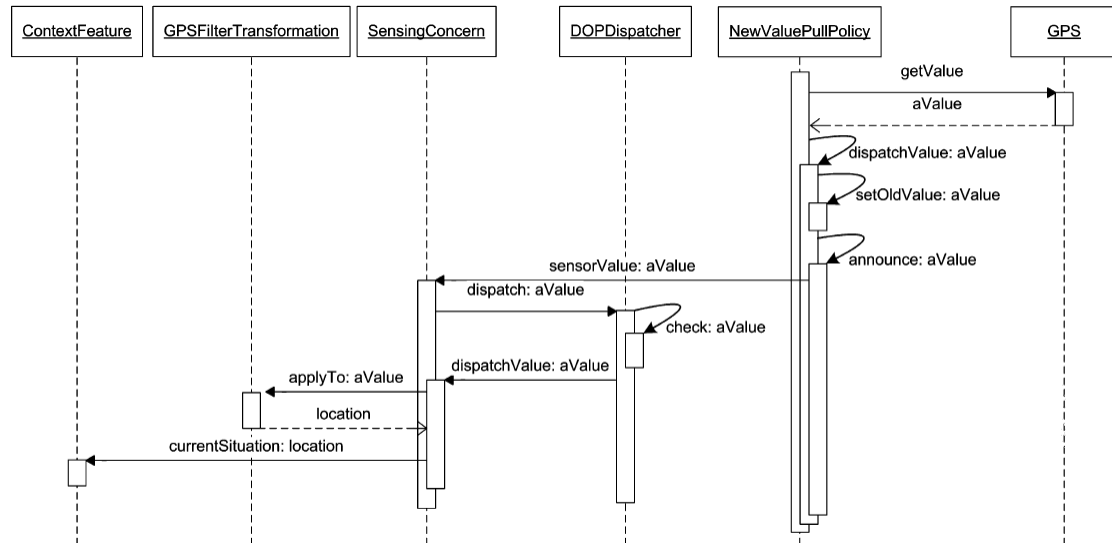 ContextFeature
GPSFilterTransformation
SensingConcern
DOPDispatcher
NewValuePullPolicy
GPS
getValue
aValue
dispatchValue: aValue
setOldValue: aValue
announce: aValue
sensorValue: aValue
dispatch: aValue
check: aValue
dispatchValue: aValue
applyTo: aValue
location
currentSituation: location